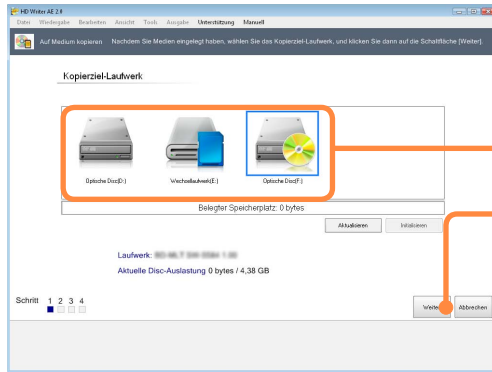 HD Writer AE 2.4
Datei Wiedergabe Bearbeiten Ansicht Tools Ausgabe Unterstützung Manuell
Auf Medium kopieren Nachdem Sie Medien eingelegt haben, wählen Sie das Kopierziel-Laufwerk, und klicken Sie dann auf die Schaltfläche [Weiter].
Kopierziel-Laufwerk
Optische Disc(D:) Wechsellaufwerk(E:) Optische Disc(F:)
Belegter Speicherplatz: 0 bytes
Aktualisieren Initialisieren
Laufwerk:
Aktuelle Disc-Auslastung 0 bytes / 4,38 GB
Schritt 1 2 3 4
Abbrechen